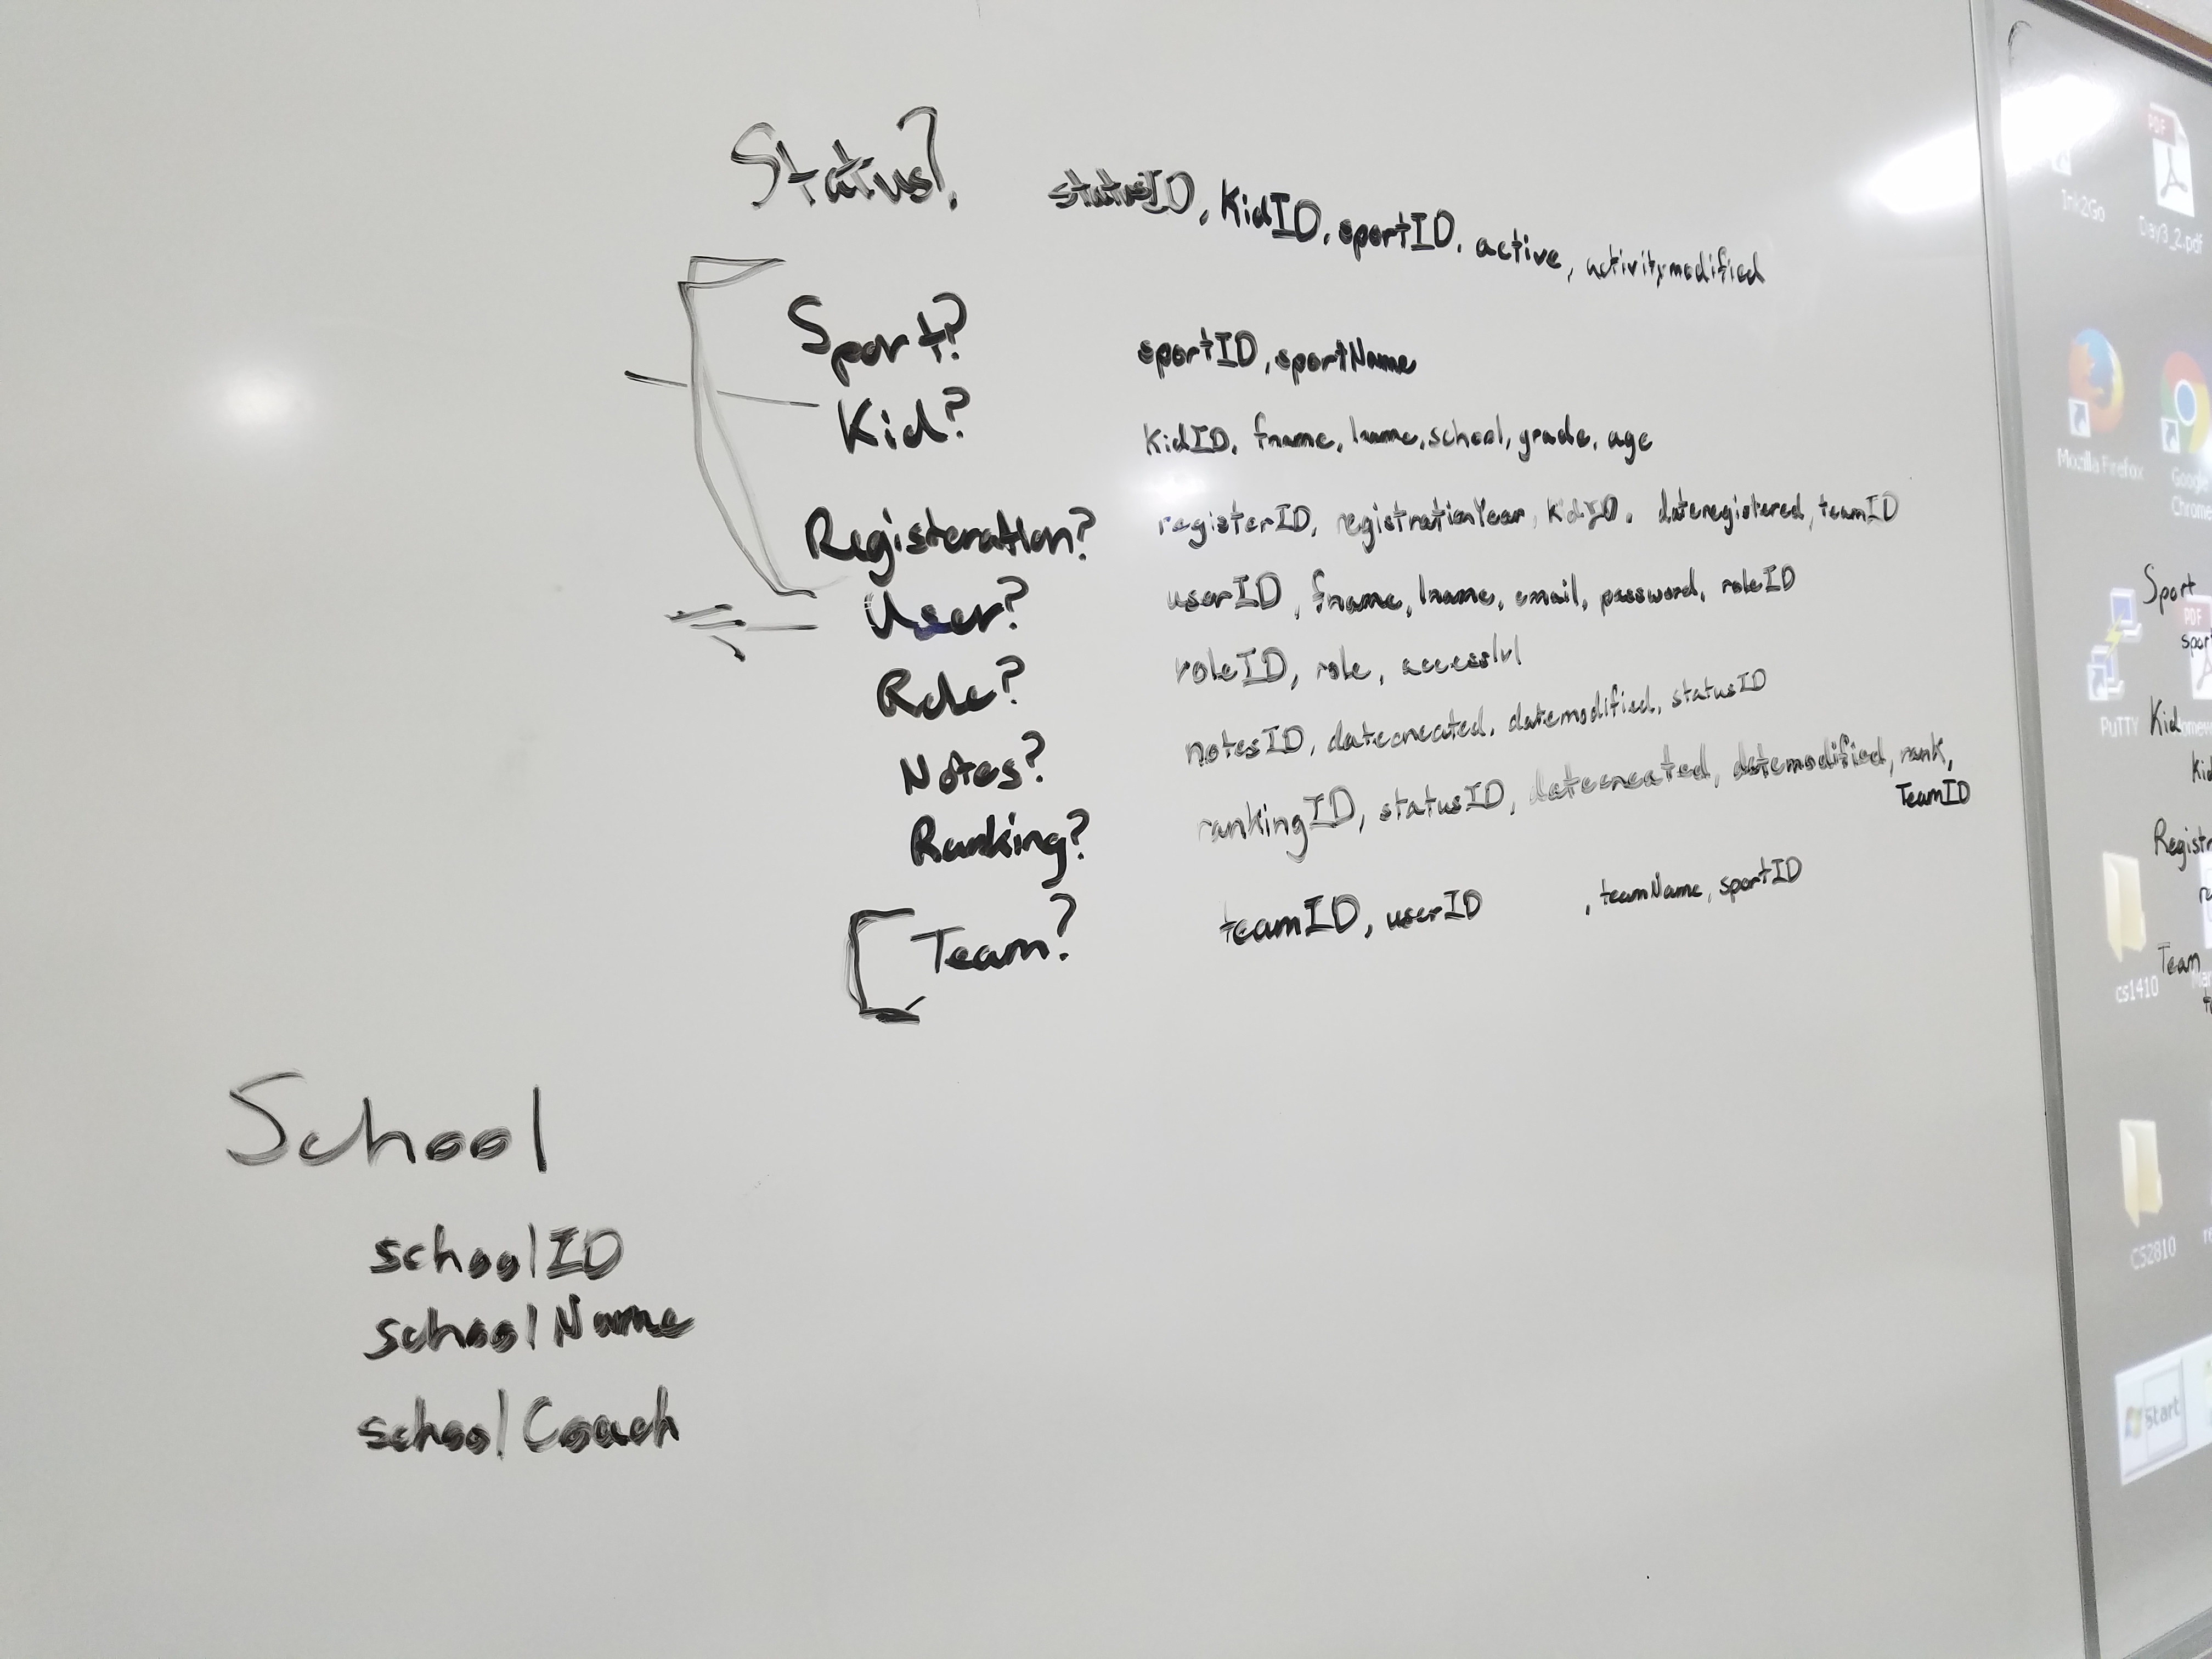 Status?
statusID, KidID, sportID, active, activitymodified
Sport?
sportID, sportName
Kid?
KidID, fname, lname, school, grade, age
Registeration?
registerID, registrationYear, KidID, dateregistered, teamID
User?
userID, fname, lname, email, password, roleID
Role?
roleID, role, accesslvl
Notes?
notesID, datecreated, datemodified, statusID
Ranking?
rankingID, statusID, datecreated, datemodified, rank,
TeamID
Team?
teamID, userID , teamName, sportID
School
schoolID
schoolName
schoolCoach
PDF
Ink2Go
Day3_2.pdf
Mozilla Firefox
Google
Chrome
Sport
PDF
PuTTY
Kid
Team
cs1410
CS2810
Start